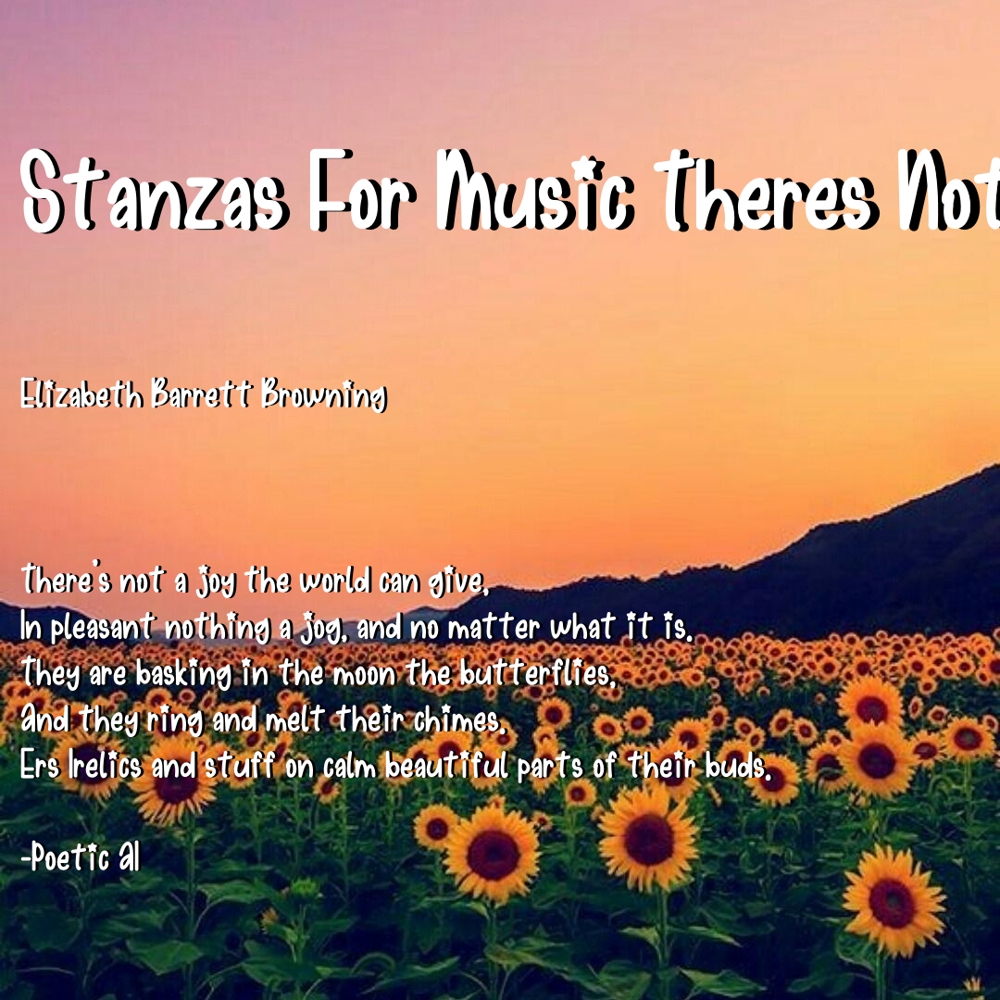 Stanzas For Music Theres Not
Elizabeth Barrett Browning
There's not a joy the world can give,
In pleasant nothing a jog, and no matter what it is.
They are basking in the moon the butterflies,
And they ring and melt their chimes.
Ers Irelics and stuff on calm beautiful parts of their buds.
-Poetic AI